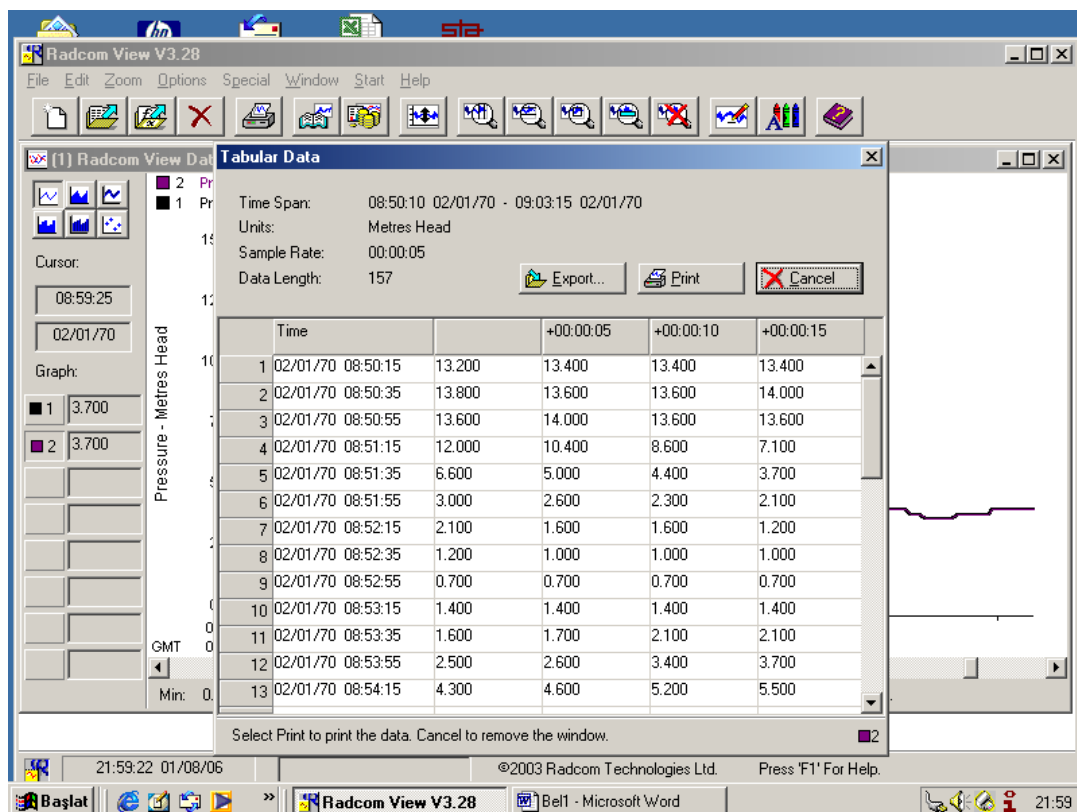 sta
Radcom View V3.28
File Edit Zoom Options Special Window Start Help
(1) Radcom View Dat
Tabular Data
2 Pr
1 Pr
Time Span: 08:50:10 02/01/70 - 09:03:15 02/01/70
Units: Metres Head
Sample Rate: 00:00:05
Data Length: 157
Export... Print Cancel
Cursor:
08:59:25
02/01/70
Graph:
1 3.700
2 3.700
Pressure - Metres Head
GMT
Min: 0.
Time +00:00:05 +00:00:10 +00:00:15
1 02/01/70 08:50:15 13.200 13.400 13.400 13.400
2 02/01/70 08:50:35 13.800 13.600 13.600 14.000
3 02/01/70 08:50:55 13.600 14.000 13.600 13.600
4 02/01/70 08:51:15 12.000 10.400 8.600 7.100
5 02/01/70 08:51:35 6.600 5.000 4.400 3.700
6 02/01/70 08:51:55 3.000 2.600 2.300 2.100
7 02/01/70 08:52:15 2.100 1.600 1.600 1.200
8 02/01/70 08:52:35 1.200 1.000 1.000 1.000
9 02/01/70 08:52:55 0.700 0.700 0.700 0.700
10 02/01/70 08:53:15 1.400 1.400 1.400 1.400
11 02/01/70 08:53:35 1.600 1.700 2.100 2.100
12 02/01/70 08:53:55 2.500 2.600 3.400 3.700
13 02/01/70 08:54:15 4.300 4.600 5.200 5.500
Select Print to print the data. Cancel to remove the window. 2
21:59:22 01/08/06 ©2003 Radcom Technologies Ltd. Press 'F1' For Help.
Başlat » Radcom View V3.28 Bel1 - Microsoft Word 21:59